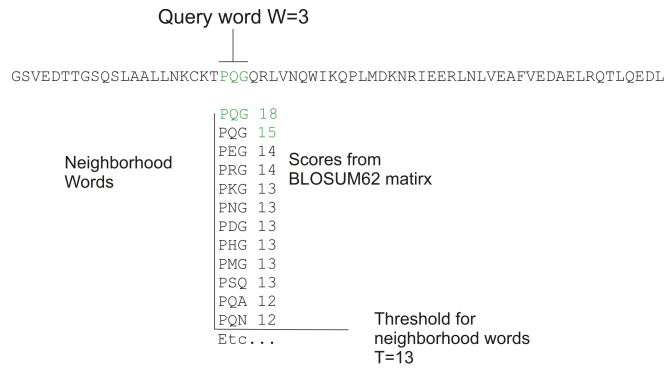 Query word W=3
GSVEDTTGSQSLAALLNKCKTPQGQRLVNQWIKQPLMDKNRIEERLNLVEAFVEDAELRQTLQEDL
PQG 18
PQG 15
PEG 14
PRG 14
PKG 13
PNG 13
PDG 13
PHG 13
PMG 13
PSQ 13
PQA 12
PQN 12
Etc...
Neighborhood
Words
Scores from
BLOSUM62 matirx
Threshold for
neighborhood words
T=13